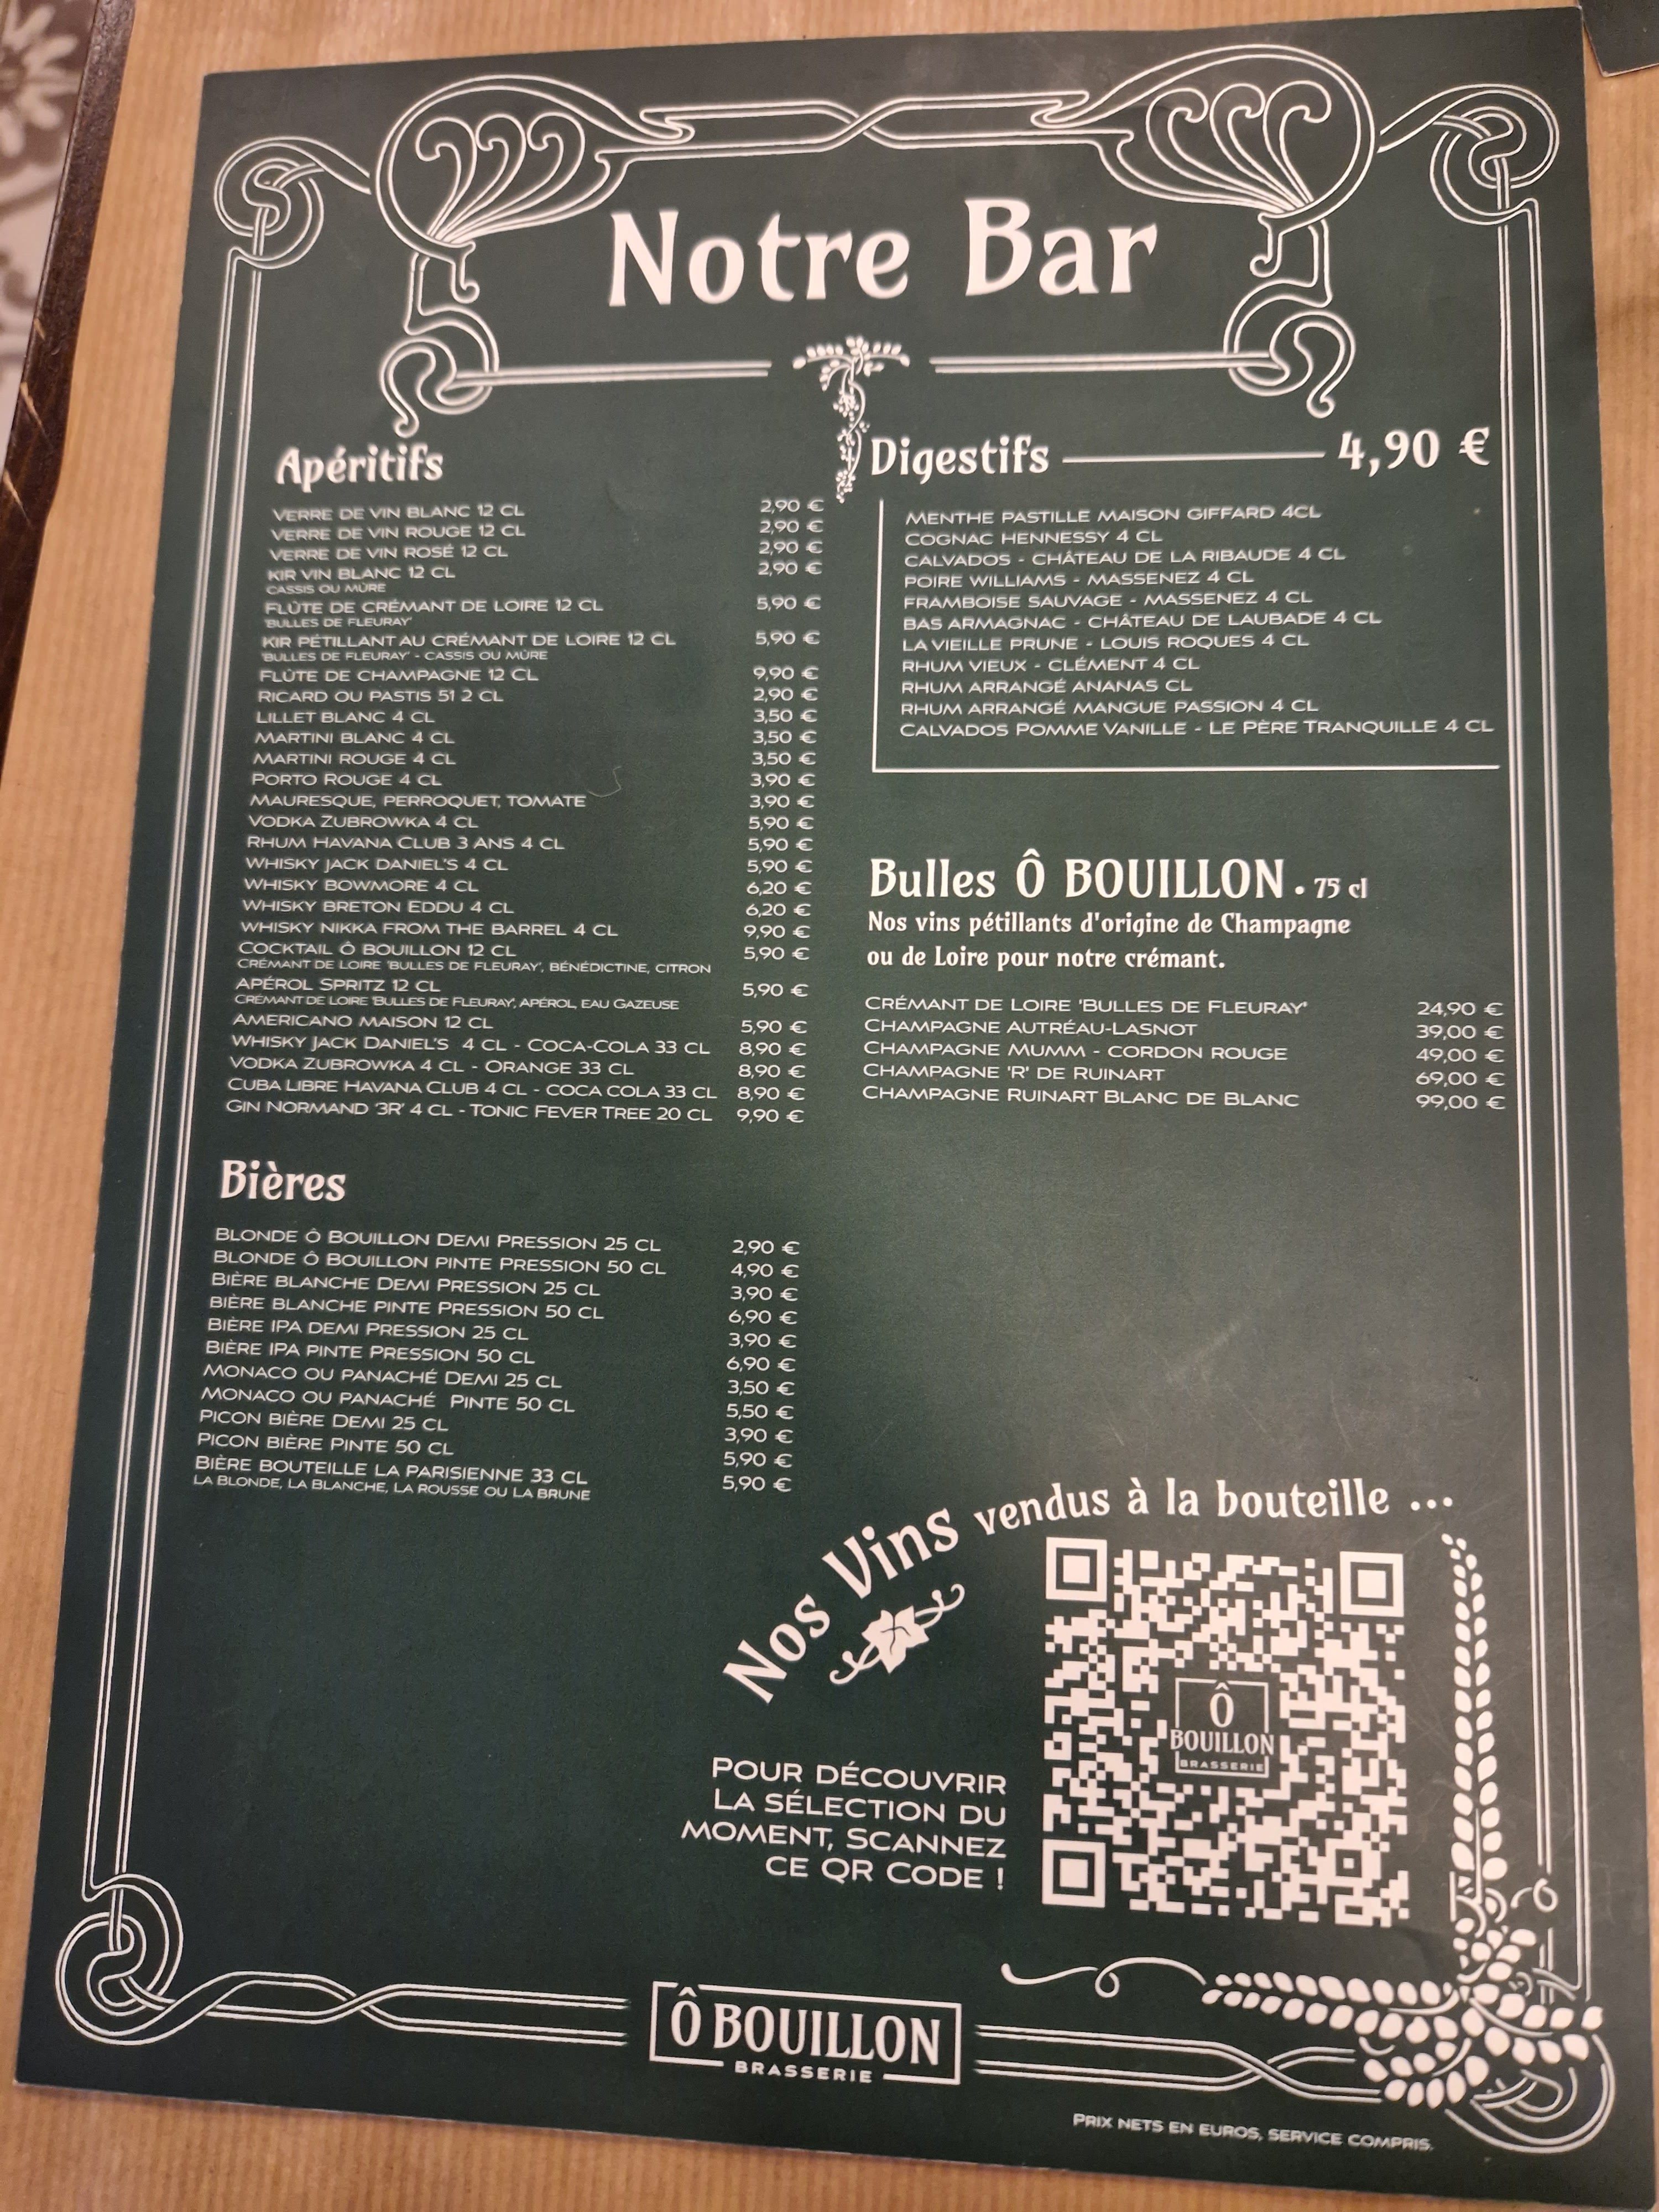 Notre Bar
Apéritifs
VERRE DE VIN BLANC 12 CL 2,90 €
VERRE DE VIN ROUGE 12 CL 2,90 €
VERRE DE VIN ROSÉ 12 CL 2,90 €
KIR VIN BLANC 12 CL 2,90 €
CASSIS OU MÛRE
FLÛTE DE CRÉMANT DE LOIRE 12 CL 5,90 €
'BULLES DE FLEURAY'
KIR PÉTILLANT AU CRÉMANT DE LOIRE 12 CL 5,90 €
'BULLES DE FLEURAY' - CASSIS OU MÛRE
FLÛTE DE CHAMPAGNE 12 CL 9,90 €
RICARD OU PASTIS 51 2 CL 2,90 €
LILLET BLANC 4 CL 3,50 €
MARTINI BLANC 4 CL 3,50 €
MARTINI ROUGE 4 CL 3,50 €
PORTO ROUGE 4 CL 3,90 €
MAURESQUE, PERROQUET, TOMATE 3,90 €
VODKA ZUBROWKA 4 CL 5,90 €
RHUM HAVANA CLUB 3 ANS 4 CL 5,90 €
WHISKY JACK DANIEL'S 4 CL 5,90 €
WHISKY BOWMORE 4 CL 6,20 €
WHISKY BRETON EDDU 4 CL 6,20 €
WHISKY NIKKA FROM THE BARREL 4 CL 9,90 €
COCKTAIL Ô BOUILLON 12 CL 5,90 €
CRÉMANT DE LOIRE 'BULLES DE FLEURAY', BÉNÉDICTINE, CITRON
APÉROL SPRITZ 12 CL 5,90 €
CRÉMANT DE LOIRE 'BULLES DE FLEURAY', APÉROL, EAU GAZEUSE
AMERICANO MAISON 12 CL 5,90 €
WHISKY JACK DANIEL'S 4 CL - COCA-COLA 33 CL 8,90 €
VODKA ZUBROWKA 4 CL - ORANGE 33 CL 8,90 €
CUBA LIBRE HAVANA CLUB 4 CL - COCA COLA 33 CL 8,90 €
GIN NORMAND '3R' 4 CL - TONIC FEVER TREE 20 CL 9,90 €
Bières
BLONDE Ô BOUILLON DEMI PRESSION 25 CL 2,90 €
BLONDE Ô BOUILLON PINTE PRESSION 50 CL 4,90 €
BIÈRE BLANCHE DEMI PRESSION 25 CL 3,90 €
BIÈRE BLANCHE PINTE PRESSION 50 CL 6,90 €
BIÈRE IPA DEMI PRESSION 25 CL 3,90 €
BIÈRE IPA PINTE PRESSION 50 CL 6,90 €
MONACO OU PANACHÉ DEMI 25 CL 3,50 €
MONACO OU PANACHÉ PINTE 50 CL 5,50 €
PICON BIÈRE DEMI 25 CL 3,90 €
PICON BIÈRE PINTE 50 CL 5,90 €
BIÈRE BOUTEILLE LA PARISIENNE 33 CL 5,90 €
LA BLONDE, LA BLANCHE, LA ROUSSE OU LA BRUNE
Digestifs 4,90 €
MENTHE PASTILLE MAISON GIFFARD 4CL
COGNAC HENNESSY 4 CL
CALVADOS - CHÂTEAU DE LA RIBAUDE 4 CL
POIRE WILLIAMS - MASSENEZ 4 CL
FRAMBOISE SAUVAGE - MASSENEZ 4 CL
BAS ARMAGNAC - CHÂTEAU DE LAUBADE 4 CL
LA VIEILLE PRUNE - LOUIS ROQUES 4 CL
RHUM VIEUX - CLÉMENT 4 CL
RHUM ARRANGÉ ANANAS CL
RHUM ARRANGÉ MANGUE PASSION 4 CL
CALVADOS POMME VANILLE - LE PÈRE TRANQUILLE 4 CL
Bulles Ô BOUILLON . 75 cl
Nos vins pétillants d'origine de Champagne
ou de Loire pour notre crémant.
CRÉMANT DE LOIRE 'BULLES DE FLEURAY' 24,90 €
CHAMPAGNE AUTRÉAU-LASNOT 39,00 €
CHAMPAGNE MUMM - CORDON ROUGE 49,00 €
CHAMPAGNE 'R' DE RUINART 69,00 €
CHAMPAGNE RUINART BLANC DE BLANC 99,00 €
Nos Vins vendus à la bouteille ...
POUR DÉCOUVRIR
LA SÉLECTION DU
MOMENT, SCANNEZ
CE QR CODE !
Ô
BOUILLON
BRASSERIE
Ô BOUILLON
BRASSERIE
PRIX NETS EN EUROS, SERVICE COMPRIS.